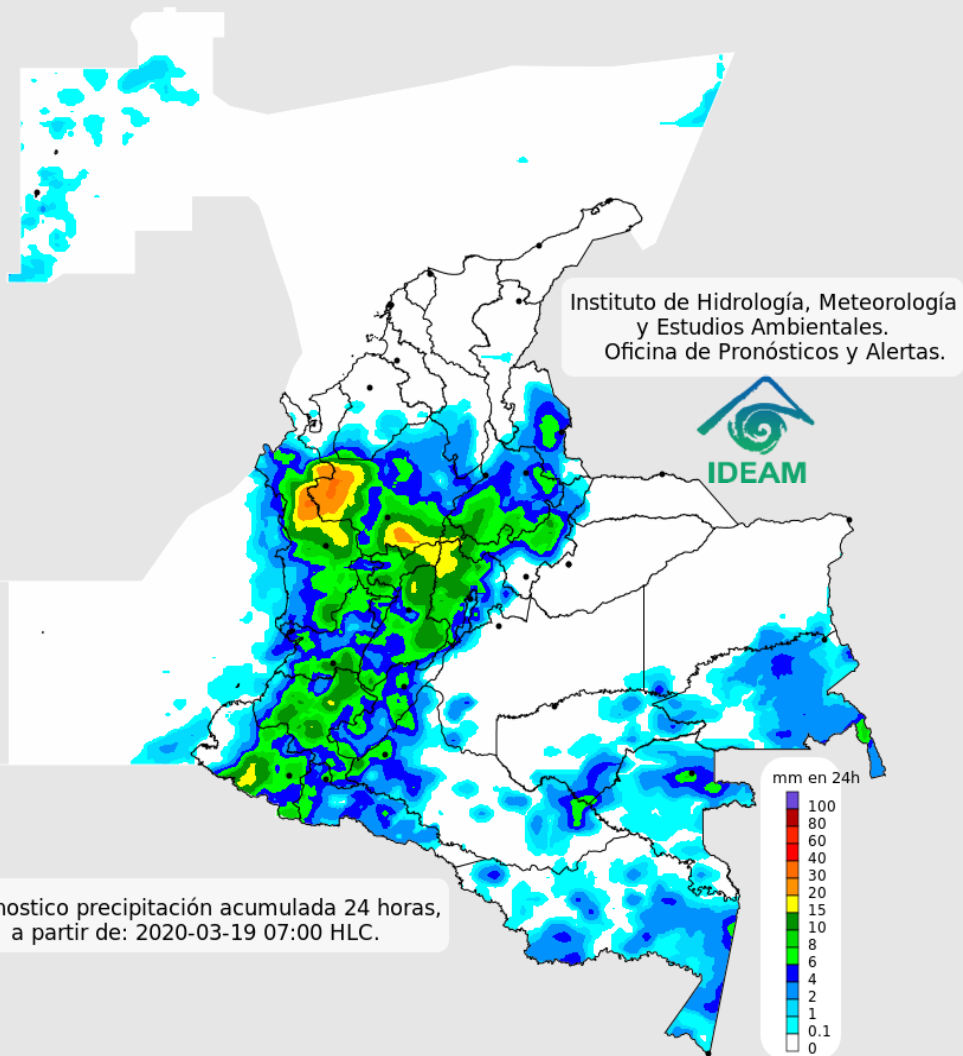 Instituto de Hidrología, Meteorología
y Estudios Ambientales.
Oficina de Pronósticos y Alertas.
IDEAM
mm en 24h
100
80
60
40
30
20
15
10
8
6
4
2
1
0.1
0
nostico precipitación acumulada 24 horas,
a partir de: 2020-03-19 07:00 HLC.